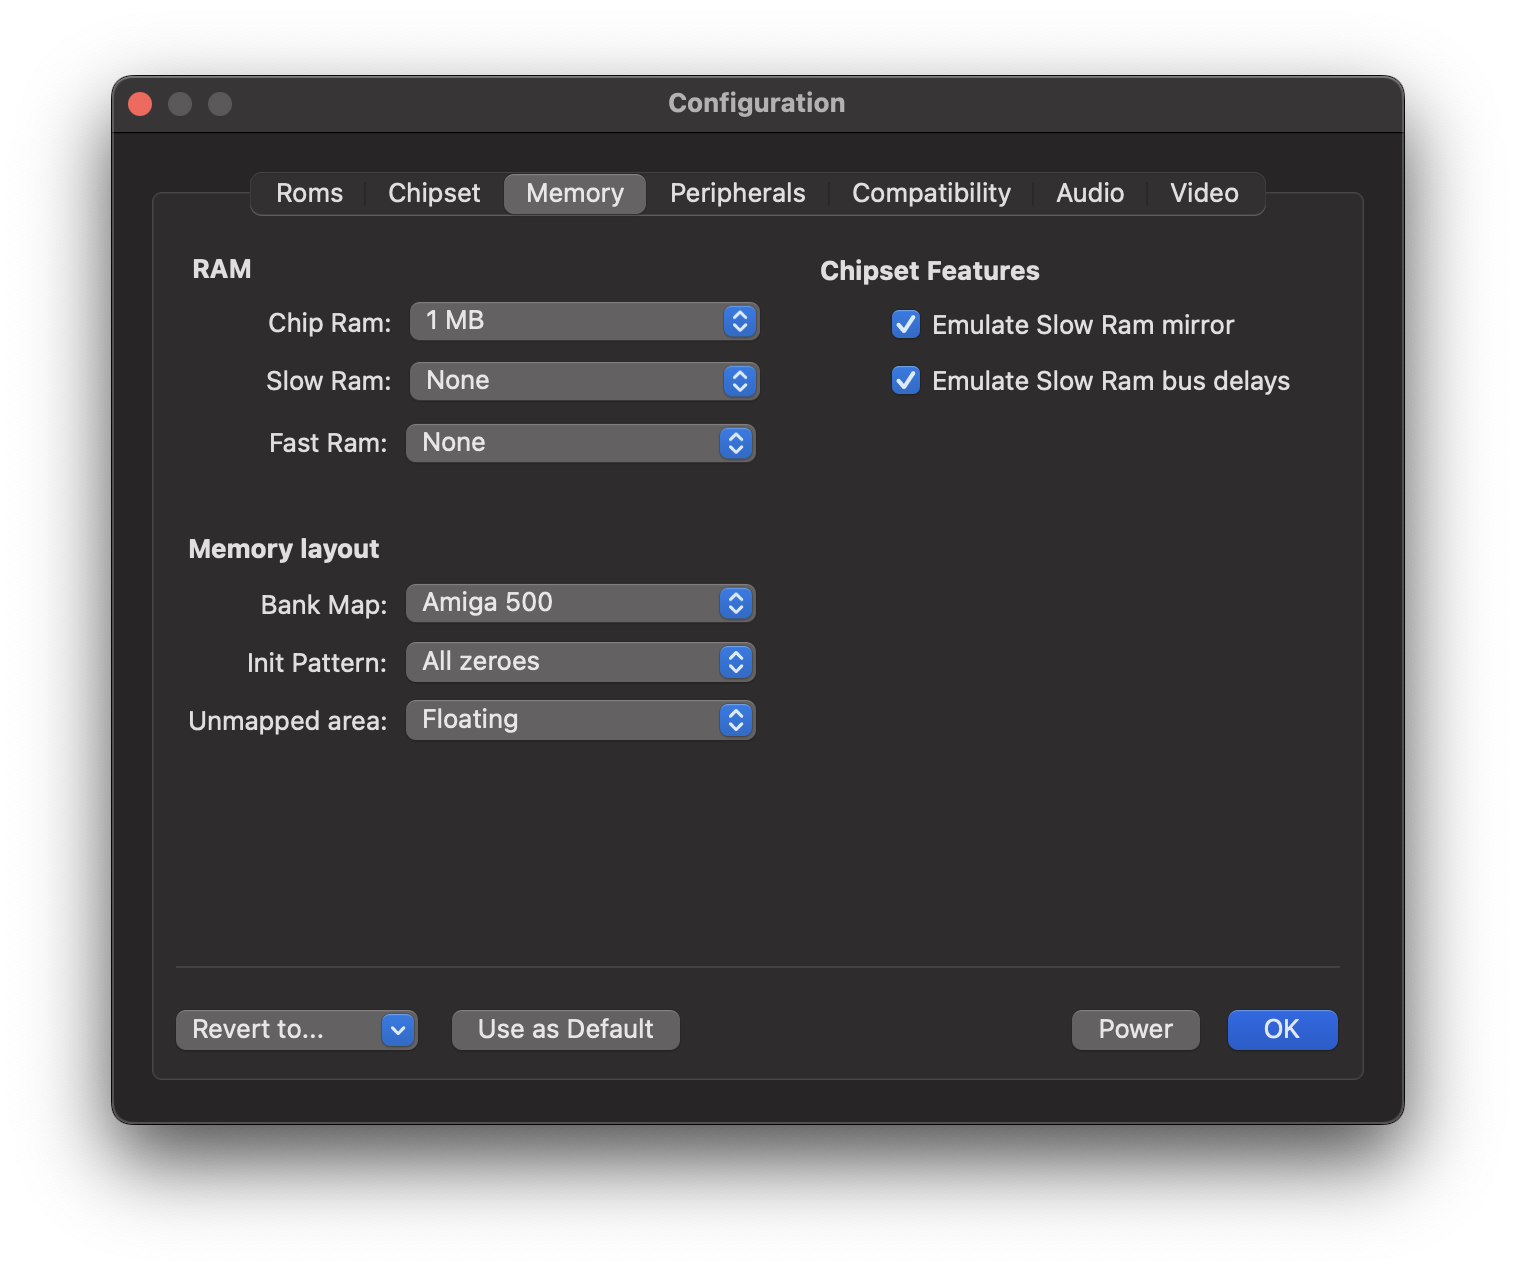 Configuration
Roms Chipset Memory Peripherals Compatibility Audio Video
RAM
Chip Ram: 1 MB
Slow Ram: None
Fast Ram: None
Chipset Features
Emulate Slow Ram mirror
Emulate Slow Ram bus delays
Memory layout
Bank Map: Amiga 500
Init Pattern: All zeroes
Unmapped area: Floating
Revert to... Use as Default Power OK